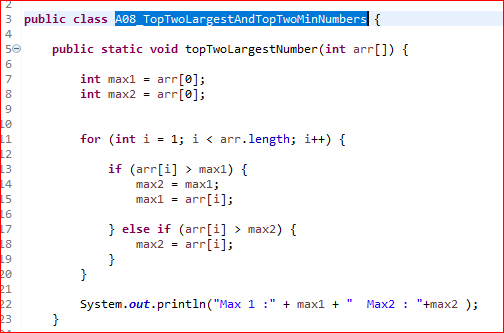 2
3 public class A08_TopTwoLargestAndTopTwoMinNumbers {
4
5 public static void topTwoLargestNumber(int arr[]) {
6
7 int max1 = arr[0];
8 int max2 = arr[0];
9
10
11 for (int i = 1; i < arr.length; i++) {
12
13 if (arr[i] > max1) {
14 max2 = max1;
15 max1 = arr[i];
16
17 } else if (arr[i] > max2) {
18 max2 = arr[i];
19 }
20 }
21
22 System.out.println("Max 1 :" + max1 + "  Max2 : "+max2 );
23 }